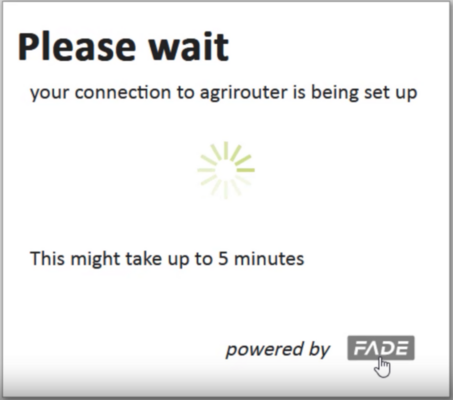 Please wait
your connection to agrirouter is being set up
This might take up to 5 minutes
powered by FADE